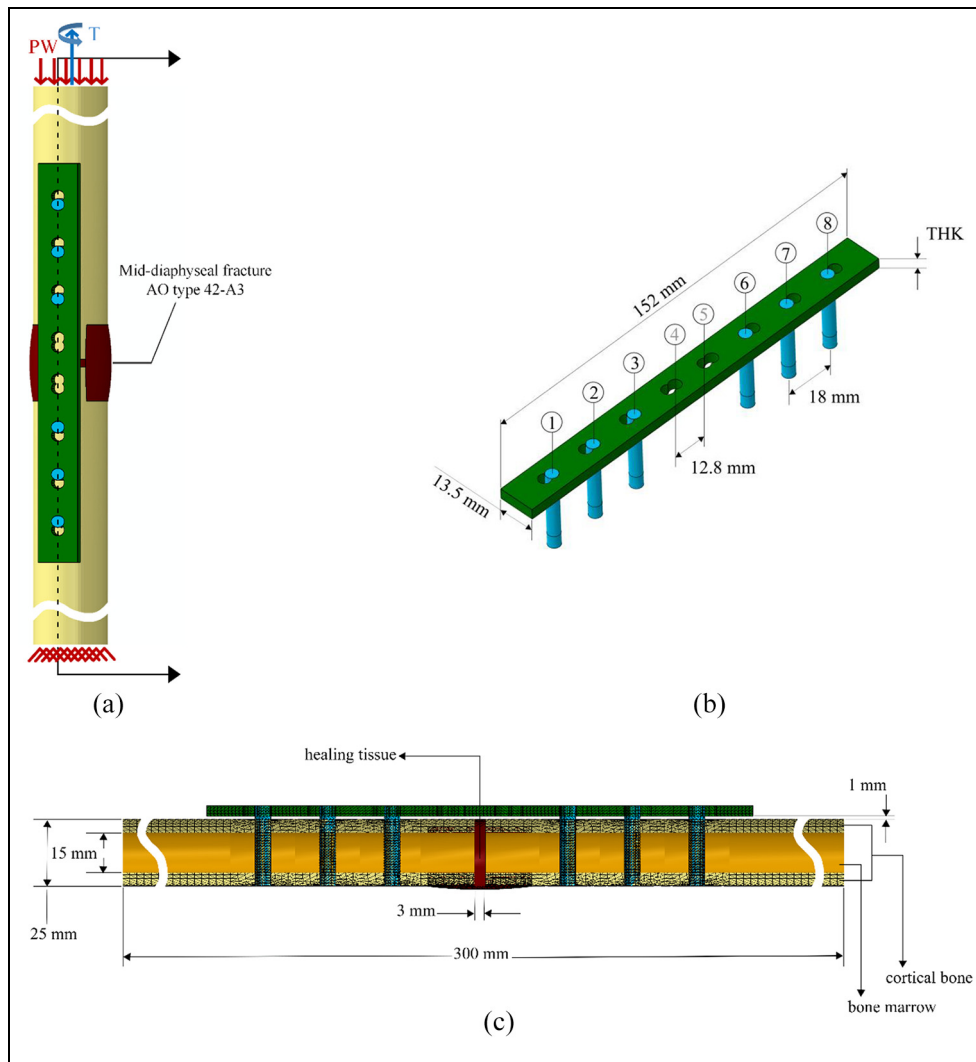 T
PW
Mid-diaphyseal fracture
AO type 42-A3
(a)
THK
152 mm
8
7
6
5
4
3
2
1
18 mm
12.8 mm
13.5 mm
(b)
healing tissue
1 mm
15 mm
25 mm
3 mm
300 mm
cortical bone
bone marrow
(c)